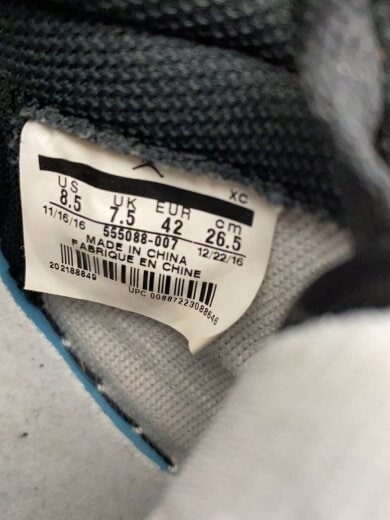 XC
US UK EUR cm
8.5 7.5 42 26.5
11/16/16 12/22/16
555088-007
MADE IN CHINA
FABRIQUE EN CHINE
202188849
UPC 00887223088646